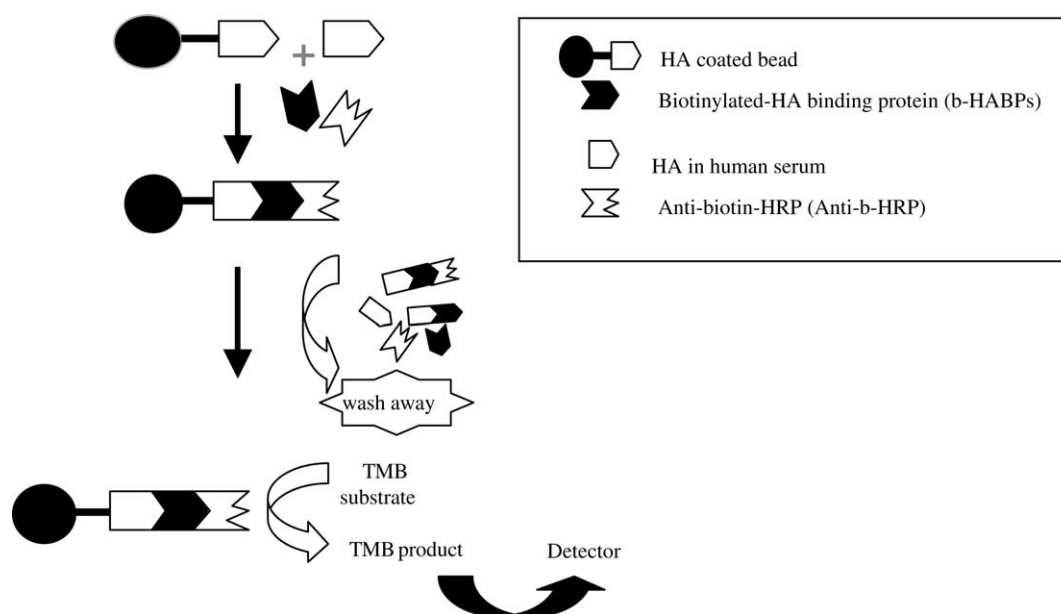 HA coated bead
Biotinylated-HA binding protein (b-HABPs)
HA in human serum
Anti-biotin-HRP (Anti-b-HRP)
wash away
TMB
substrate
TMB product
Detector